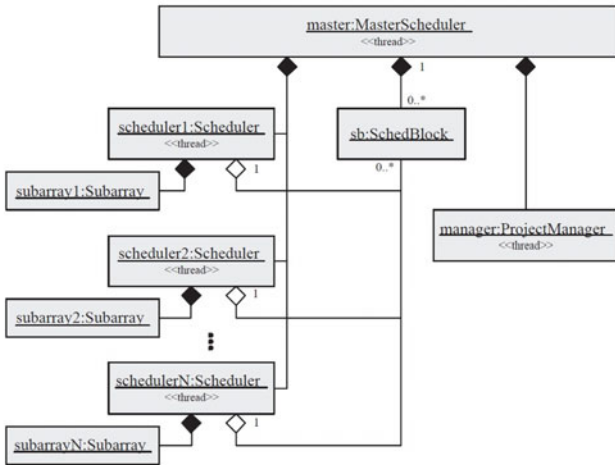 master:MasterScheduler
<<thread>>
1
0..*
scheduler1:Scheduler
<<thread>>
1
sb:SchedBlock
0..*
subarray1:Subarray
manager:ProjectManager
<<thread>>
scheduler2:Scheduler
<<thread>>
1
subarray2:Subarray
schedulerN:Scheduler
<<thread>>
1
subarrayN:Subarray